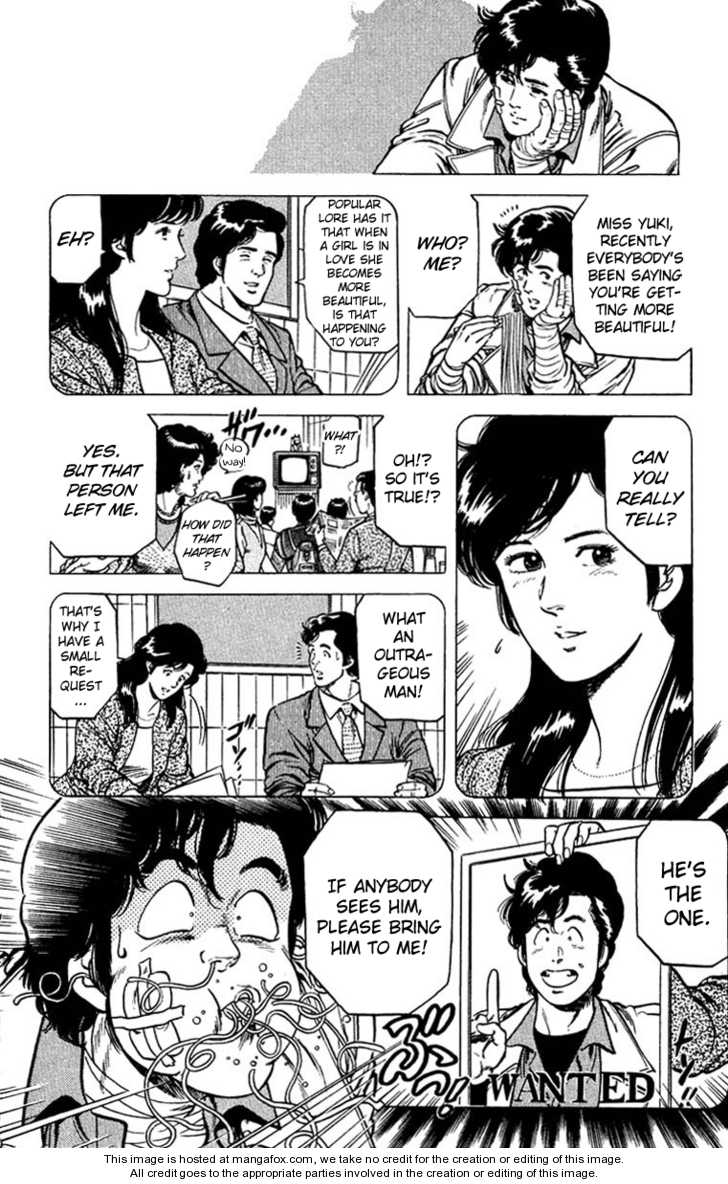 MISS YUKI,
RECENTLY
EVERYBODY'S
BEEN SAYING
YOU'RE GET-
TING MORE
BEAUTIFUL!
WHO?
ME?
POPULAR
LORE HAS IT
THAT WHEN
A GIRL IS IN
LOVE SHE
BECOMES
MORE
BEAUTIFUL,
IS THAT
HAPPENING
TO YOU?
EH?
CAN
YOU
REALLY
TELL?
OH!?
SO IT'S
TRUE!?
WHAT
?!
ザワ…
No
way!
HOW DID
THAT
HAPPEN
?
YES.
BUT THAT
PERSON
LEFT ME.
WHAT
AN
OUTRA-
GEOUS
MAN!
THAT'S
WHY I
HAVE A
SMALL
RE-
QUEST
...
HE'S
THE
ONE.
WANTED
IF ANYBODY
SEES HIM,
PLEASE BRING
HIM TO ME!
ブーッ!
This image is hosted at mangafox.com, we take no credit for the creation or editing of this image.
All credit goes to the appropriate parties involved in the creation or editing of this image.